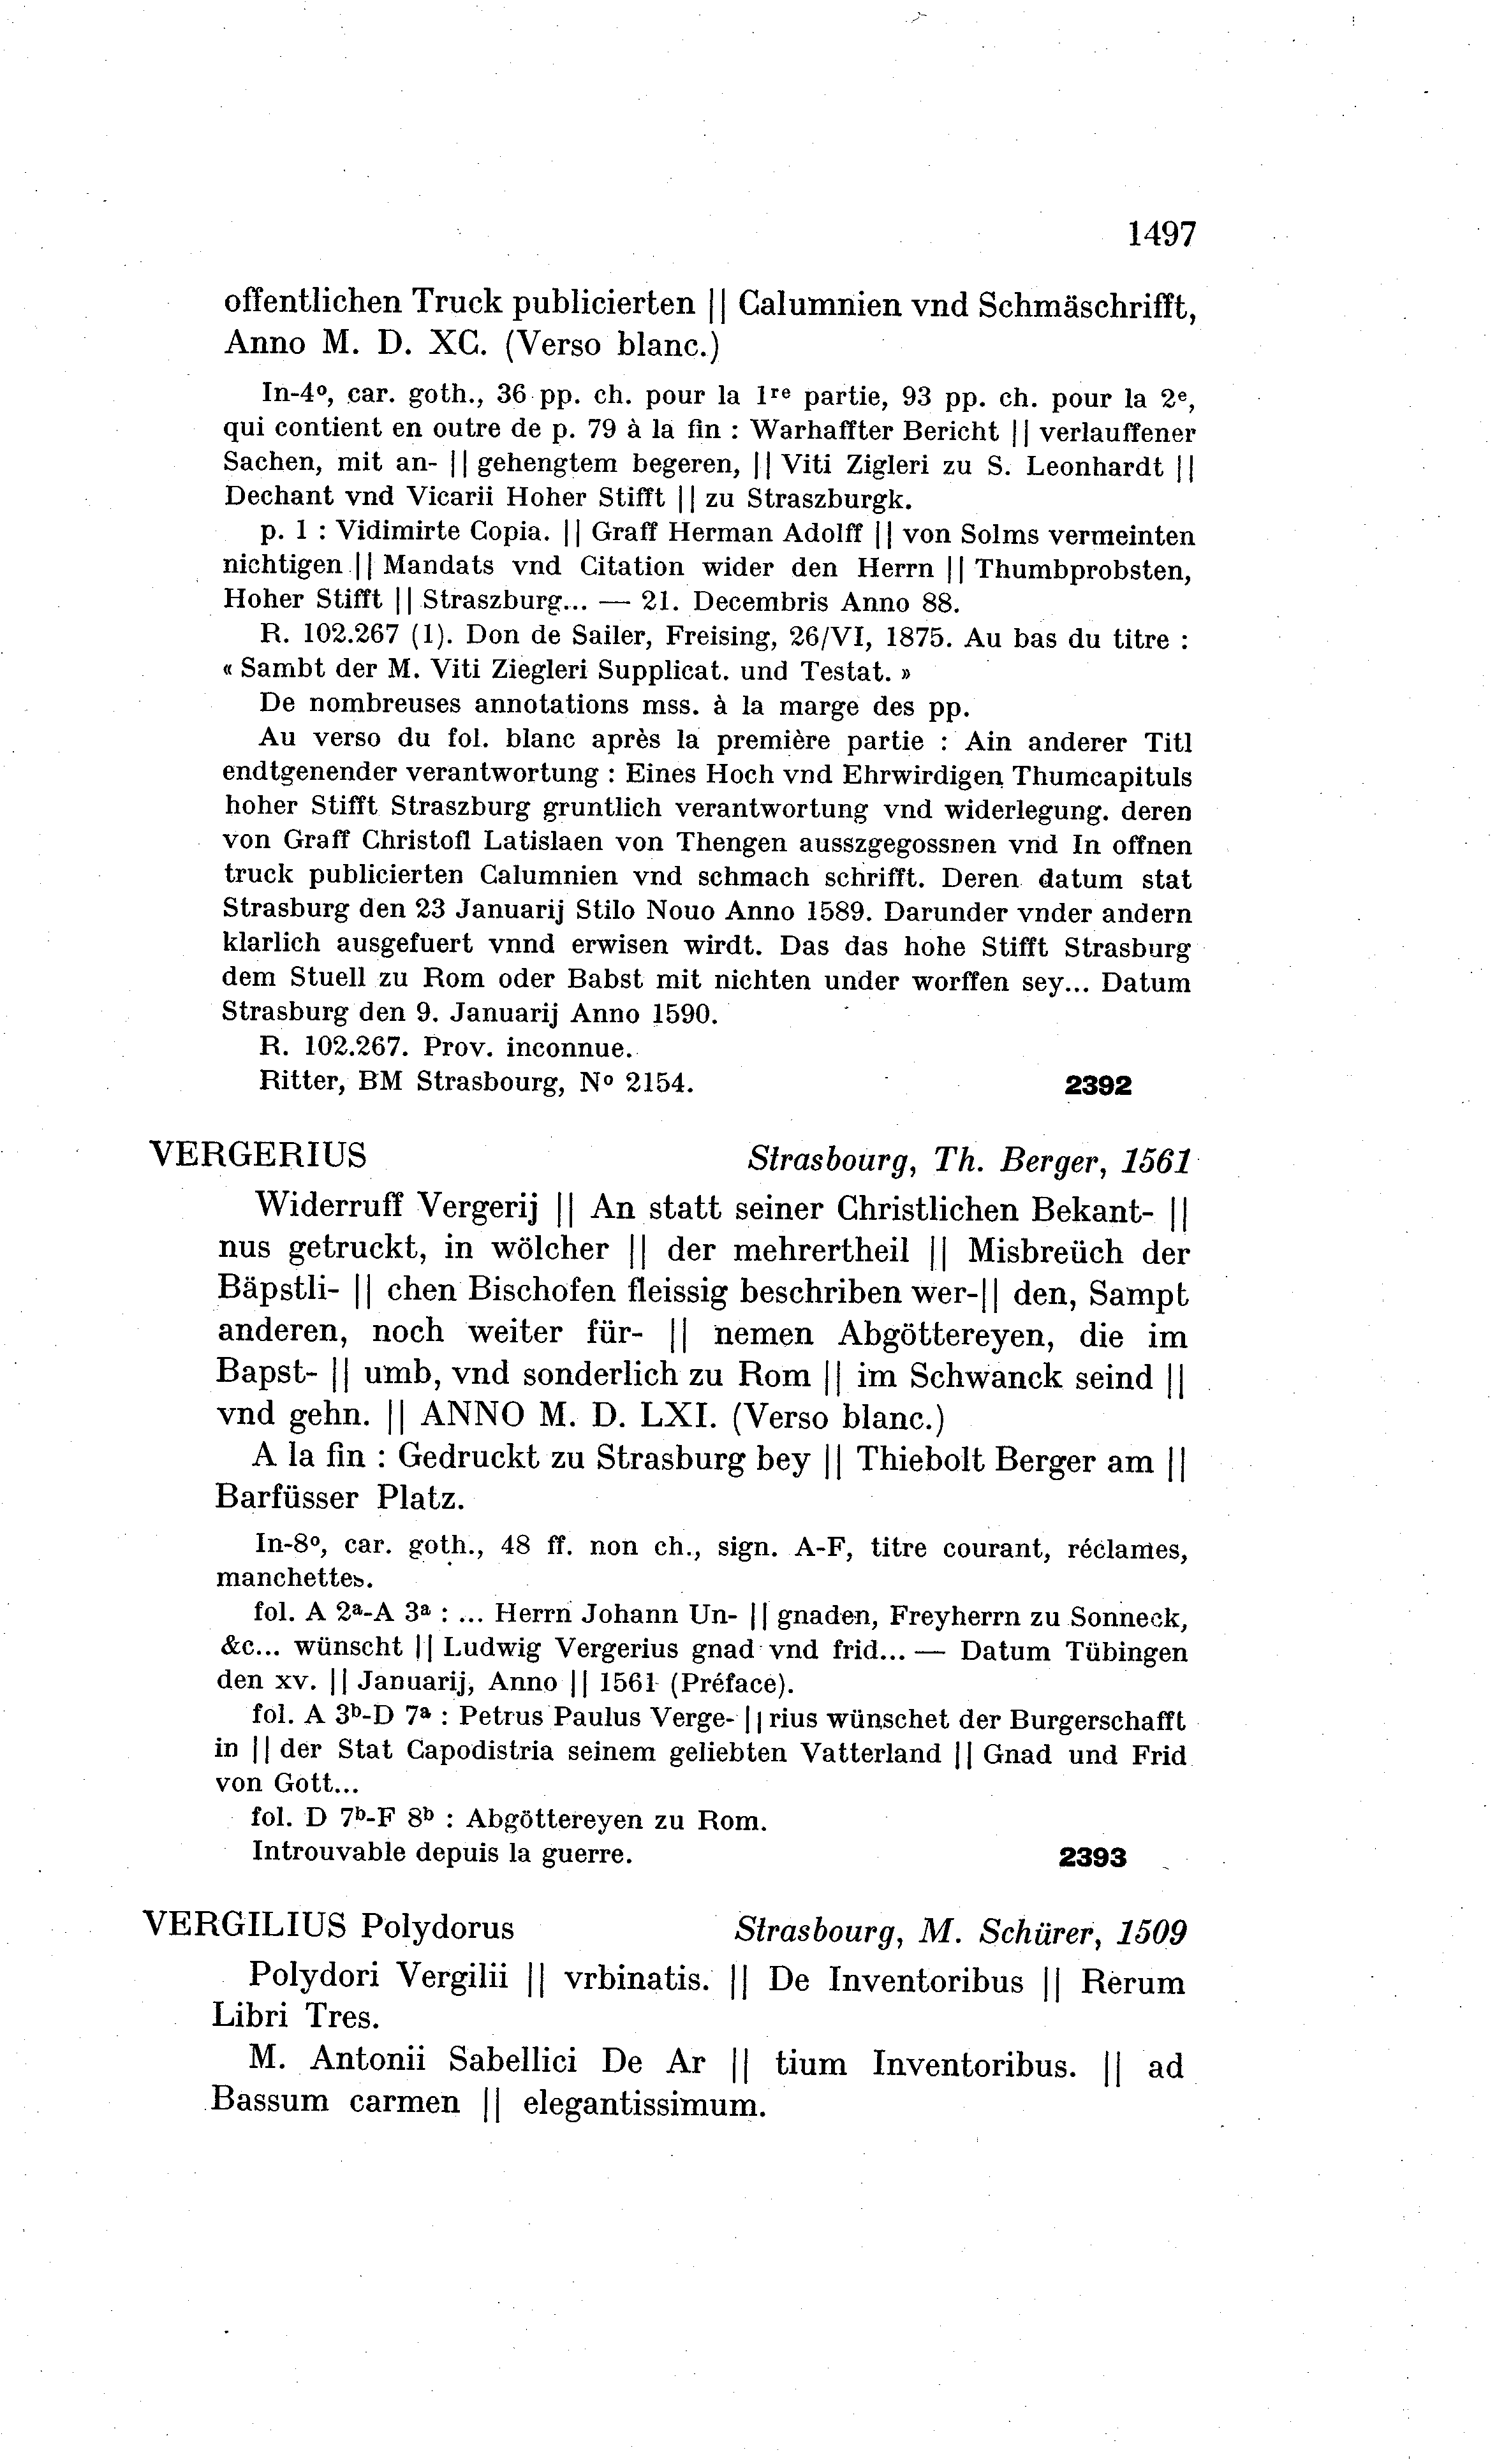 1497
offentlichen Truck publicierten || Calumnien vnd Schmäschrifft,
Anno M. D. XC. (Verso blanc.)
In-4º, car. goth., 36 pp. ch. pour la 1re partie, 93 pp. ch. pour la 2e,
qui contient en outre de p. 79 à la fin : Warhaffter Bericht || verlauffener
Sachen, mit an- || gehengtem begeren, || Viti Zigleri zu S. Leonhardt ||
Dechant vnd Vicarii Hoher Stifft || zu Straszburgk.
p. 1 : Vidimirte Copia. || Graff Herman Adolff || von Solms vermeinten
nichtigen || Mandats vnd Citation wider den Herrn || Thumbprobsten,
Hoher Stifft || Straszburg... — 21. Decembris Anno 88.
R. 102.267 (1). Don de Sailer, Freising, 26/VI, 1875. Au bas du titre :
« Sambt der M. Viti Ziegleri Supplicat. und Testat. »
De nombreuses annotations mss. à la marge des pp.
Au verso du fol. blanc après la première partie : Ain anderer Titl
endtgenender verantwortung : Eines Hoch vnd Ehrwirdigen Thumcapituls
hoher Stifft Straszburg gruntlich verantwortung vnd widerlegung. deren
von Graff Christofl Latislaen von Thengen ausszgegossnen vnd In offnen
truck publicierten Calumnien vnd schmach schrifft. Deren datum stat
Strasburg den 23 Januarij Stilo Nouo Anno 1589. Darunder vnder andern
klarlich ausgefuert vnnd erwisen wirdt. Das das hohe Stifft Strasburg
dem Stuell zu Rom oder Babst mit nichten under worffen sey... Datum
Strasburg den 9. Januarij Anno 1590.
R. 102.267. Prov. inconnue.
Ritter, BM Strasbourg, Nº 2154. 2392
VERGERIUS Strasbourg, Th. Berger, 1561
Widerruff Vergerij || An statt seiner Christlichen Bekant- ||
nus getruckt, in wölcher || der mehrertheil || Misbreüch der
Bäpstli- || chen Bischofen fleissig beschriben wer-|| den, Sampt
anderen, noch weiter für- || nemen Abgöttereyen, die im
Bapst- || umb, vnd sonderlich zu Rom || im Schwanck seind ||
vnd gehn. || ANNO M. D. LXI. (Verso blanc.)
A la fin : Gedruckt zu Strasburg bey || Thiebolt Berger am ||
Barfüsser Platz.
In-8º, car. goth., 48 ff. non ch., sign. A-F, titre courant, réclames,
manchettes.
fol. A 2a-A 3a : ... Herrn Johann Un- || gnaden, Freyherrn zu Sonneck,
&c... wünscht || Ludwig Vergerius gnad vnd frid... — Datum Tübingen
den xv. || Januarij, Anno || 1561 (Préface).
fol. A 3b-D 7a : Petrus Paulus Verge- || rius wünschet der Burgerschafft
in || der Stat Capodistria seinem geliebten Vatterland || Gnad und Frid
von Gott...
fol. D 7b-F 8b : Abgöttereyen zu Rom.
Introuvable depuis la guerre. 2393
VERGILIUS Polydorus Strasbourg, M. Schürer, 1509
Polydori Vergilii || vrbinatis. || De Inventoribus || Rerum
Libri Tres.
M. Antonii Sabellici De Ar || tium Inventoribus. || ad
Bassum carmen || elegantissimum.